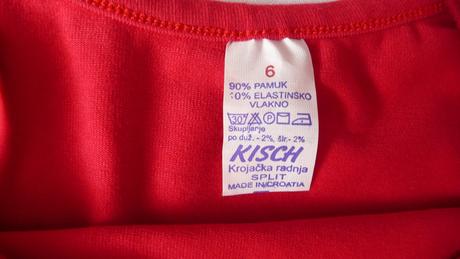 6
90% PAMUK
10% ELASTINSKO
VLAKNO
30 P
Skupljanje
po duž. - 2%, šir.- 2%
KISCH
Krojačka radnja
SPLIT
MADE IN CROATIA